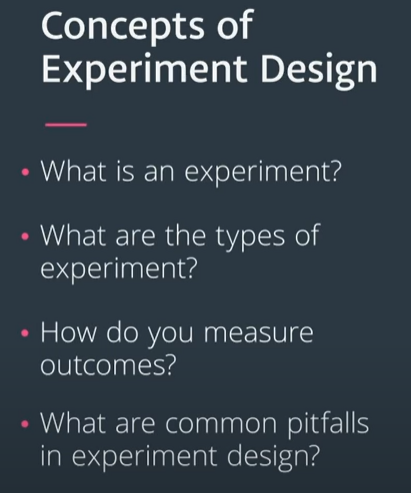 Concepts of
Experiment Design
• What is an experiment?
• What are the types of
experiment?
• How do you measure
outcomes?
• What are common pitfalls
in experiment design?